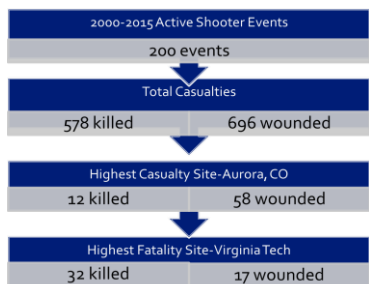 2000-2015 Active Shooter Events
200 events
Total Casualties
578 killed 696 wounded
Highest Casualty Site-Aurora, CO
12 killed 58 wounded
Highest Fatality Site-Virginia Tech
32 killed 17 wounded